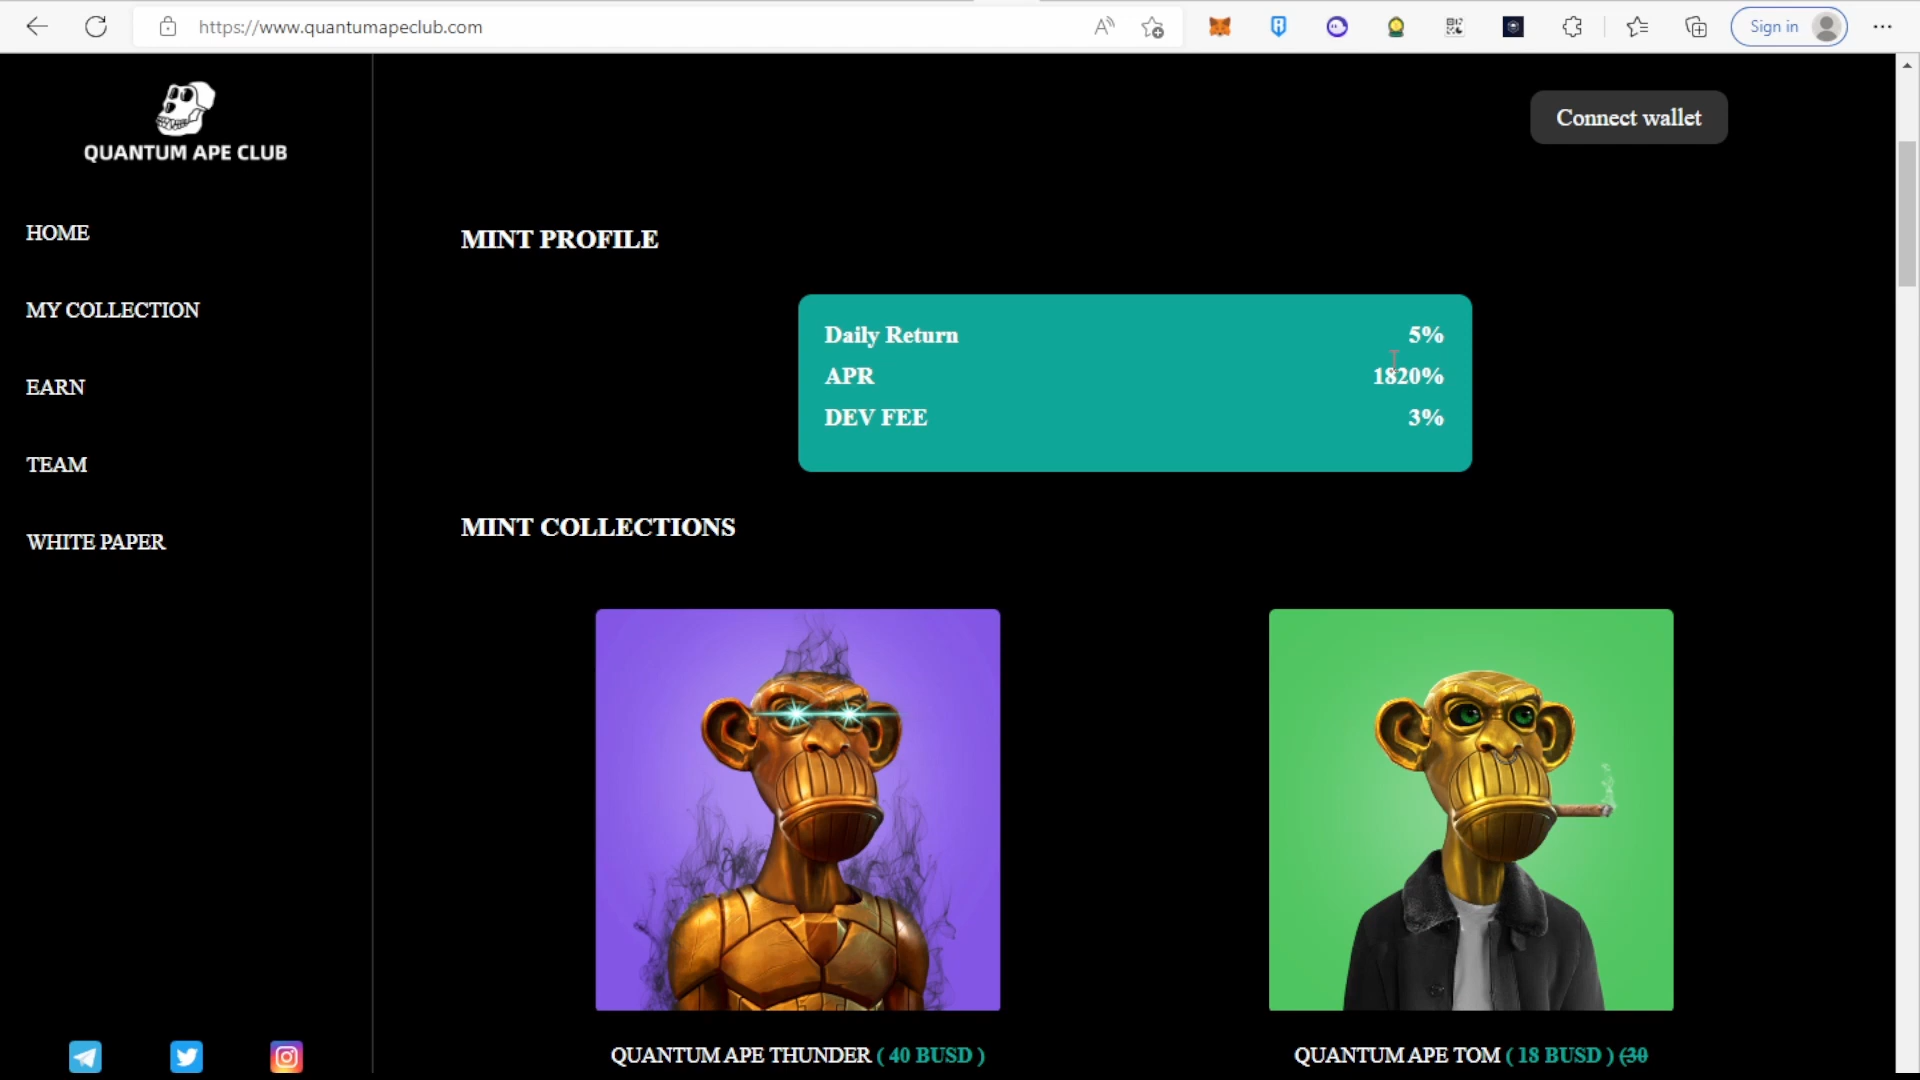 https://www.quantumapeclub.com
Sign in
QUANTUM APE CLUB
HOME
MY COLLECTION
EARN
TEAM
WHITE PAPER
Connect wallet
MINT PROFILE
Daily Return 5%
APR 1820%
DEV FEE 3%
MINT COLLECTIONS
QUANTUM APE THUNDER ( 40 BUSD )
QUANTUM APE TOM ( 18 BUSD ) (30